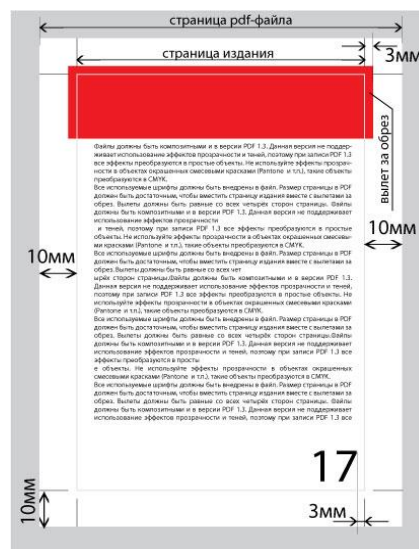 страница pdf-файла
страница издания
3мм
вылет за обрез
10мм
10мм
Файлы должны быть композитными и в версии PDF 1.3. Данная версия не поддер-
живает использование эффектов прозрачности и теней, поэтому при записи PDF 1.3
все эффекты преобразуются в простые объекты. Не используйте эффекты прозрач-
ности в объектах окрашенных смесевыми красками (Pantone и т.п.), такие объекты
преобразуются в CMYK.
Все используемые шрифты должны быть внедрены в файл. Размер страницы в PDF
должен быть достаточным, чтобы вместить страницу издания вместе с вылетами за
обрез. Вылеты должны быть равные со всех четырёх сторон страницы. Файлы
должны быть композитными и в версии PDF 1.3. Данная версия не поддерживает
использование эффектов прозрачности
и теней, поэтому при записи PDF 1.3 все эффекты преобразуются в простые
объекты. Не используйте эффекты прозрачности в объектах окрашенных смесевы-
ми красками (Pantone и т.п.), такие объекты преобразуются в CMYK.
Все используемые шрифты должны быть внедрены в файл. Размер страницы в PDF
должен быть достаточным, чтобы вместить страницу издания вместе с вылетами за
обрез. Вылеты должны быть равные со всех чет
ырёх сторон страницы.Файлы должны быть композитными и в версии PDF 1.3.
Данная версия не поддерживает использование эффектов прозрачности и теней,
поэтому при записи PDF 1.3 все эффекты преобразуются в простые объекты. Не
используйте эффекты прозрачности в объектах окрашенных смесевыми красками
(Pantone и т.п.), такие объекты преобразуются в CMYK.
Все используемые шрифты должны быть внедрены в файл. Размер страницы в PDF
должен быть достаточным, чтобы вместить страницу издания вместе с вылетами за
обрез. Вылеты должны быть равные со всех четырёх сторон страницы.Файлы
должны быть композитными и в версии PDF 1.3. Данная версия не поддерживает
использование эффектов прозрачности и теней, поэтому при записи PDF 1.3 все
эффекты преобразуются в просты
е объекты. Не используйте эффекты прозрачности в объектах окрашенных
смесевыми красками (Pantone и т.п.), такие объекты преобразуются в CMYK.
Все используемые шрифты должны быть внедрены в файл. Размер страницы в PDF
должен быть достаточным, чтобы вместить страницу издания вместе с вылетами за
обрез. Вылеты должны быть равные со всех четырёх сторон страницы. Файлы
должны быть композитными и в версии PDF 1.3. Данная версия не поддерживает
использование эффектов прозрачности и теней, поэтому при записи PDF 1.3 все
17
10мм
3мм